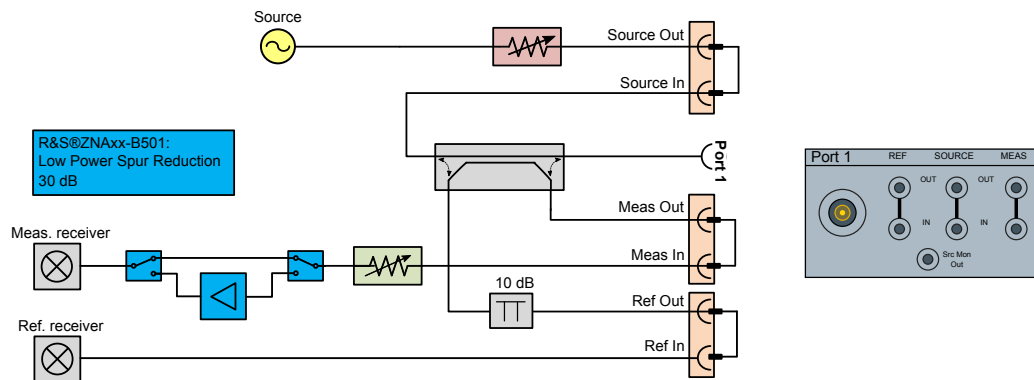 Source
Source Out
Source In
R&S®ZNAxx-B501:
Low Power Spur Reduction
30 dB
Port 1
Meas Out
Meas. receiver
Meas In
10 dB
Ref Out
Ref. receiver
Ref In
Port 1
REF SOURCE MEAS
OUT OUT
IN IN
Src Mon
Out